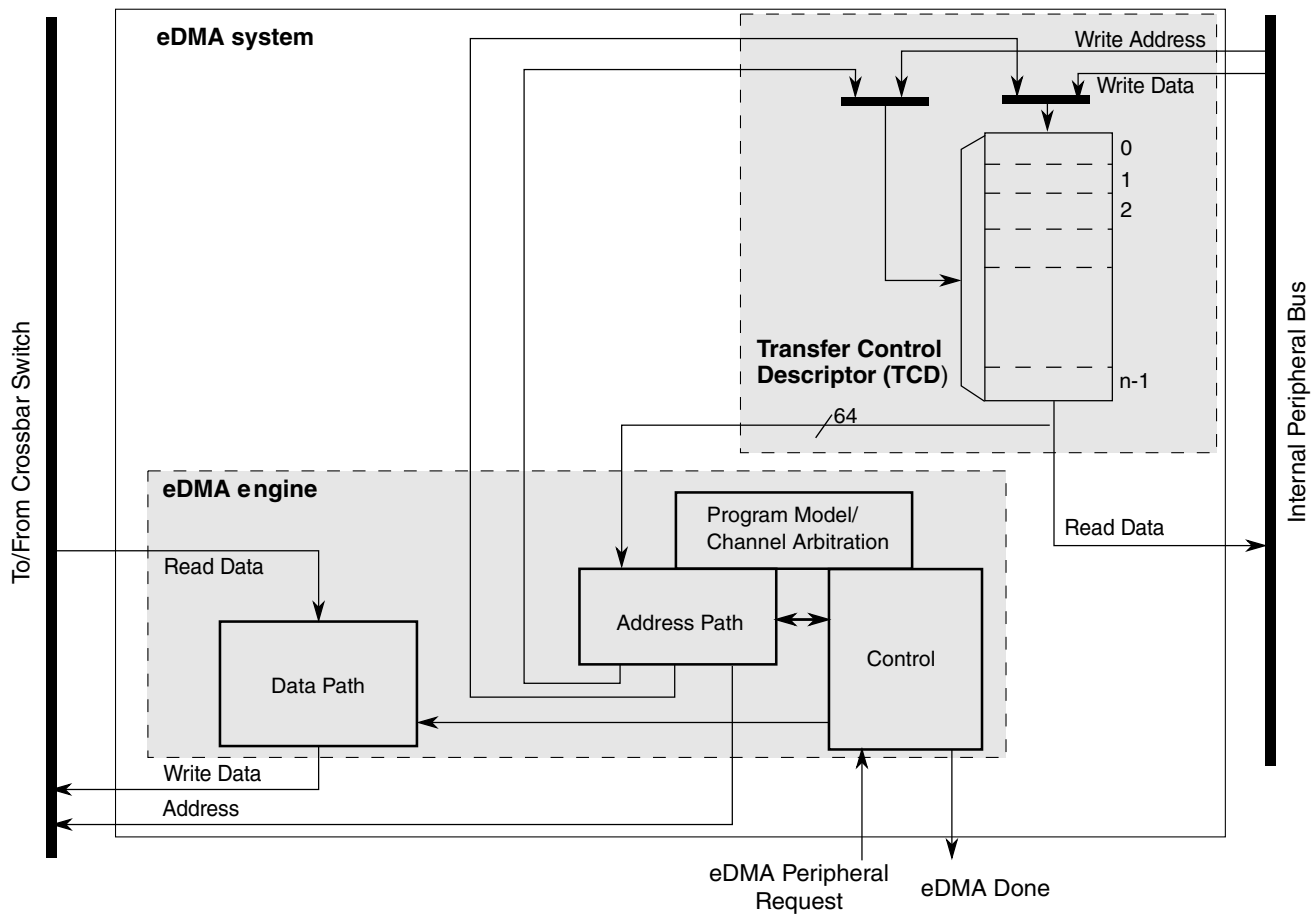 eDMA system
Write Address
Write Data
0
1
2
n-1
Transfer Control
Descriptor (TCD)
64
To/From Crossbar Switch
Internal Peripheral Bus
eDMA engine
Program Model/
Channel Arbitration
Read Data
Read Data
Address Path
Control
Data Path
Write Data
Address
eDMA Peripheral
Request
eDMA Done